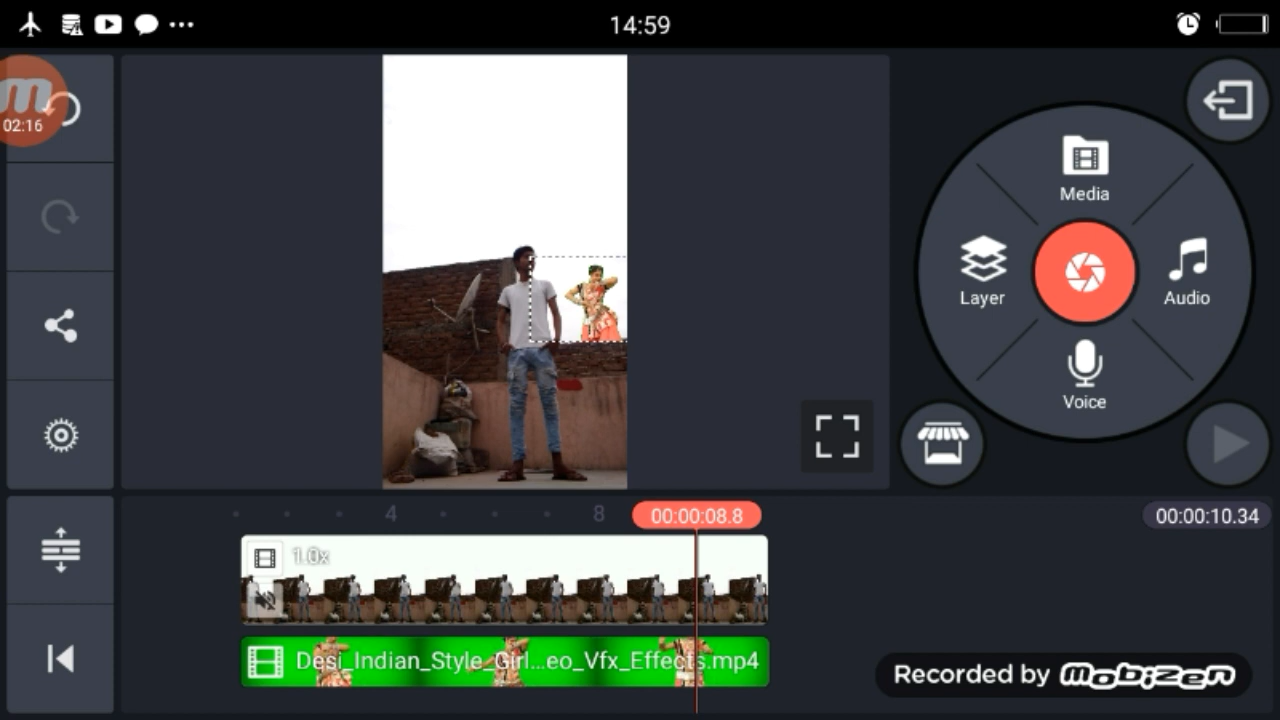 14:59
m
02:16
Media
Layer
Audio
Voice
4
8
00:00:08.8
00:00:10.34
1.0x
Desi_Indian_Style_Girl...eo_Vfx_Effects.mp4
Recorded by mobizen